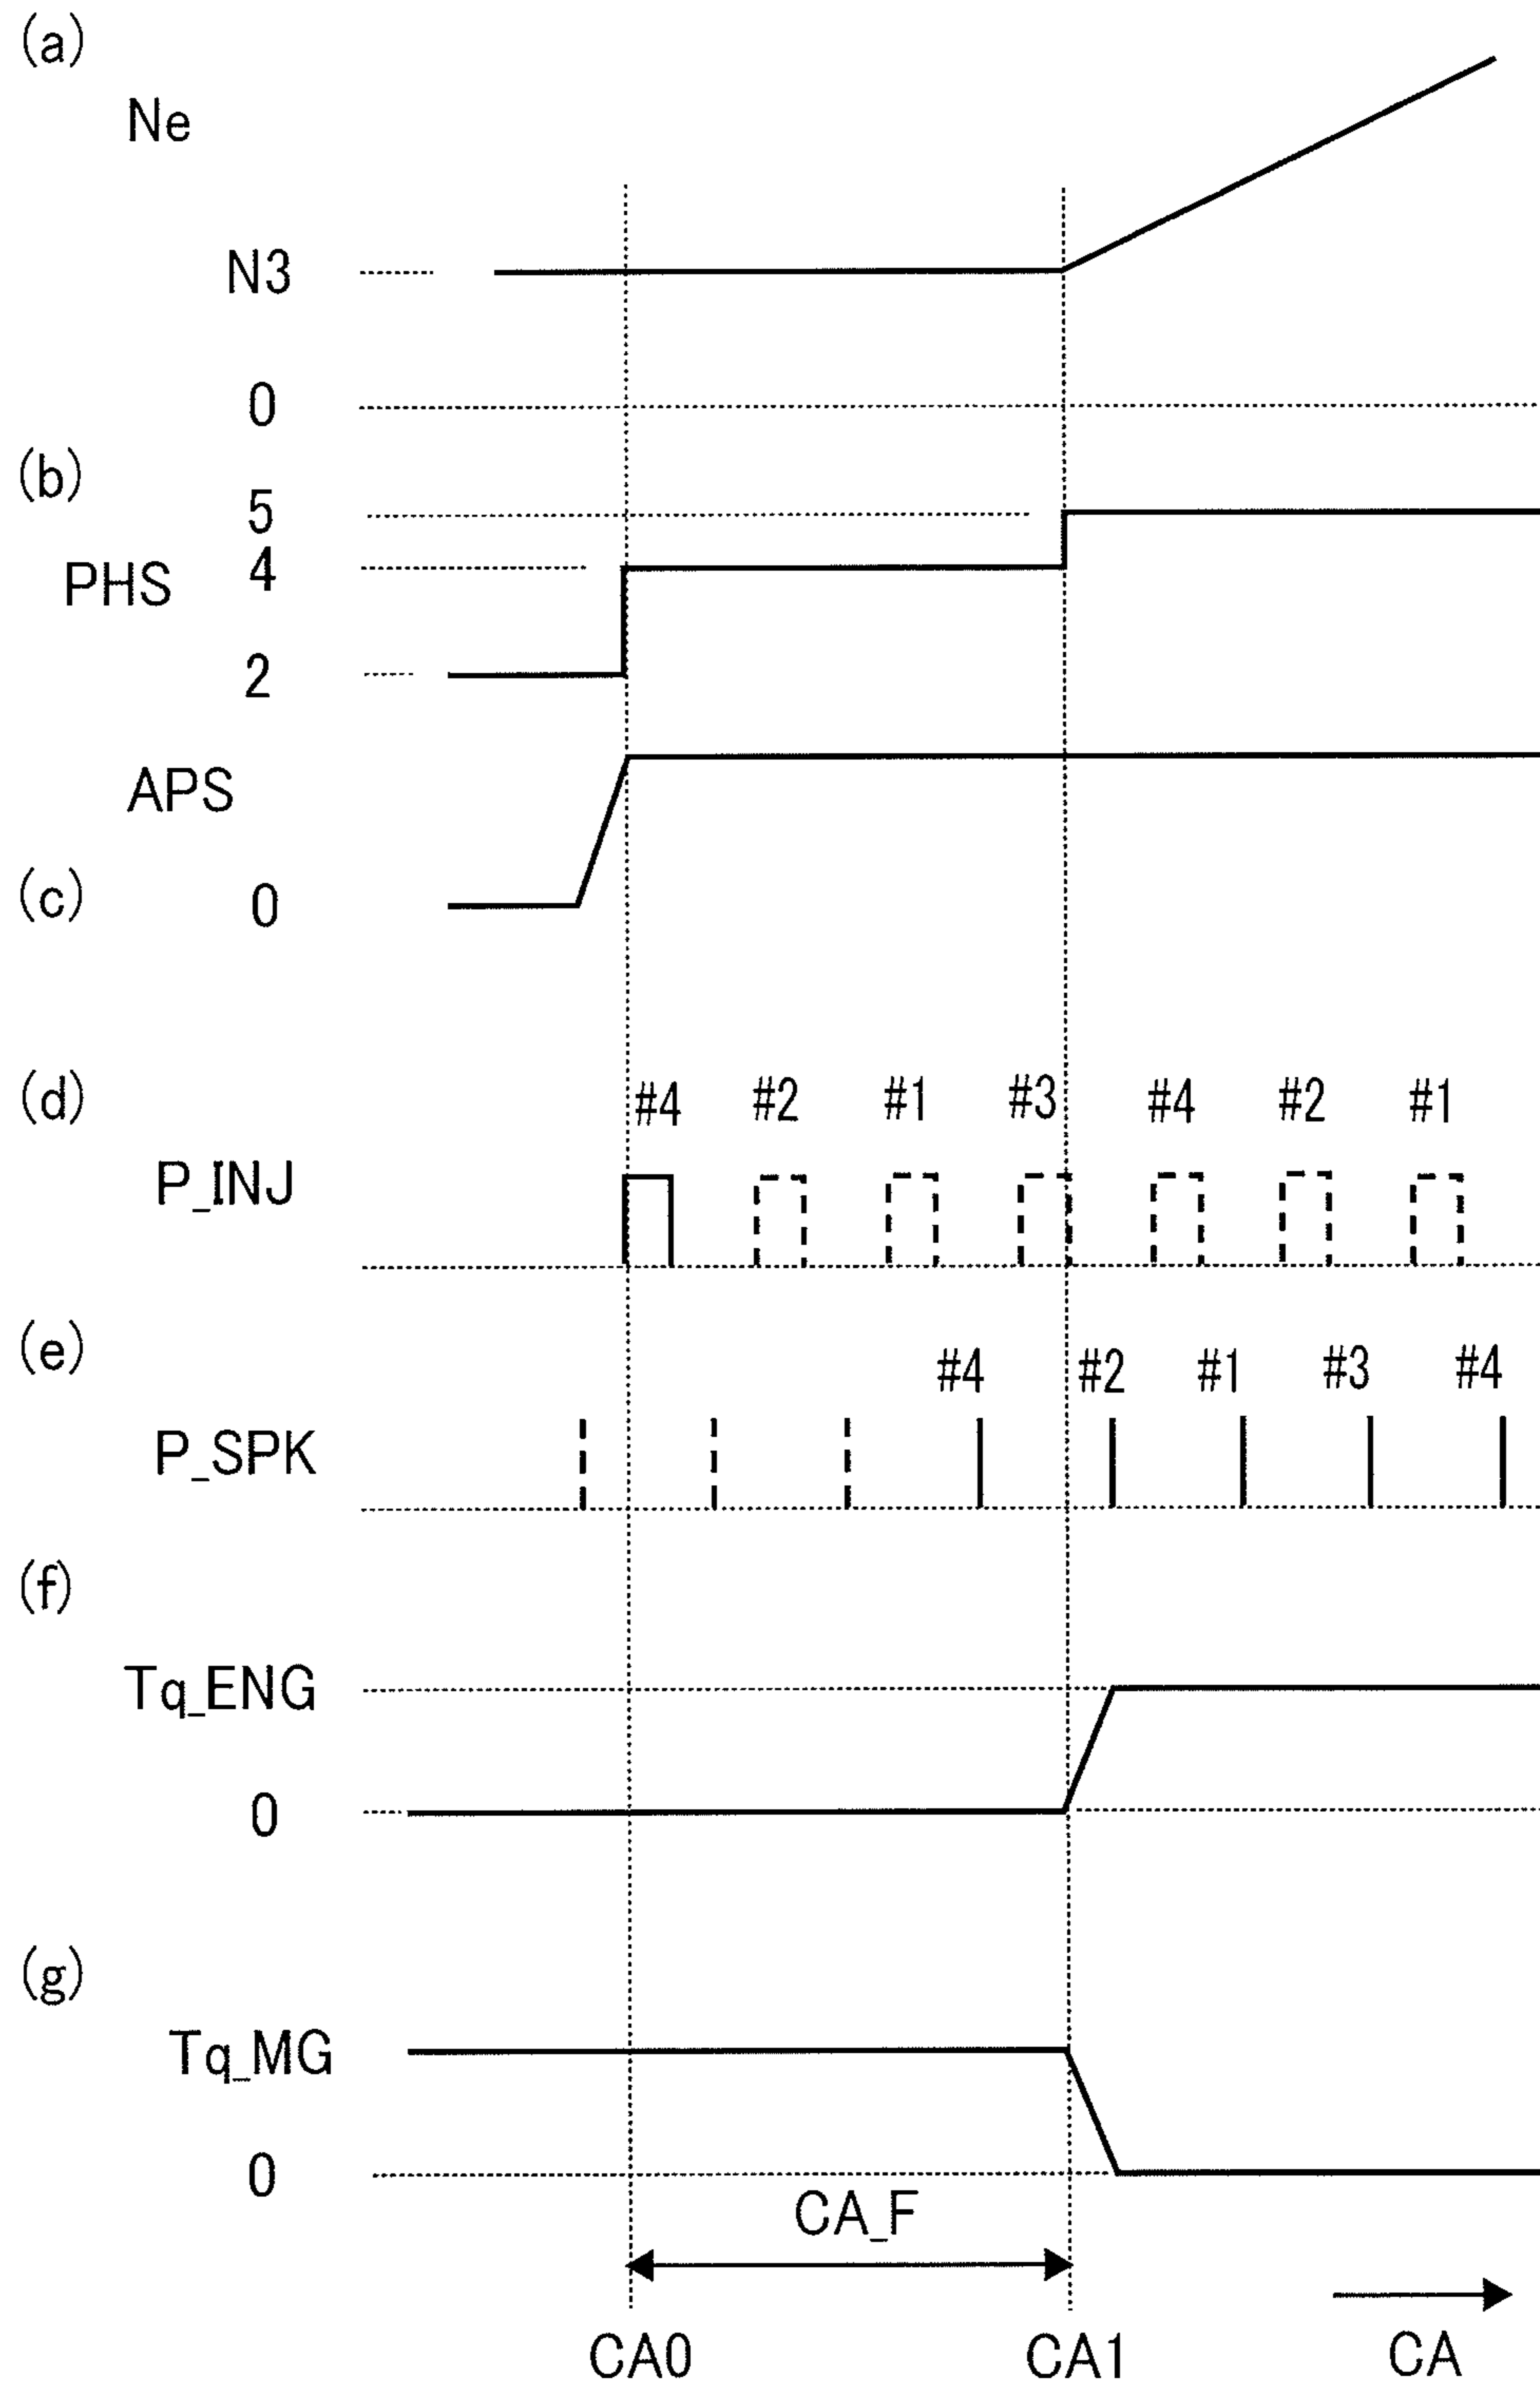 (a)
Ne
N3
0
(b)
5
PHS 4
2
APS
(c) 0
(d) #4 #2 #1 #3 #4 #2 #1
P_INJ
(e) #4 #2 #1 #3 #4
P_SPK
(f)
Tq_ENG
0
(g)
Tq_MG
0
CA_F
CA0 CA1 CA